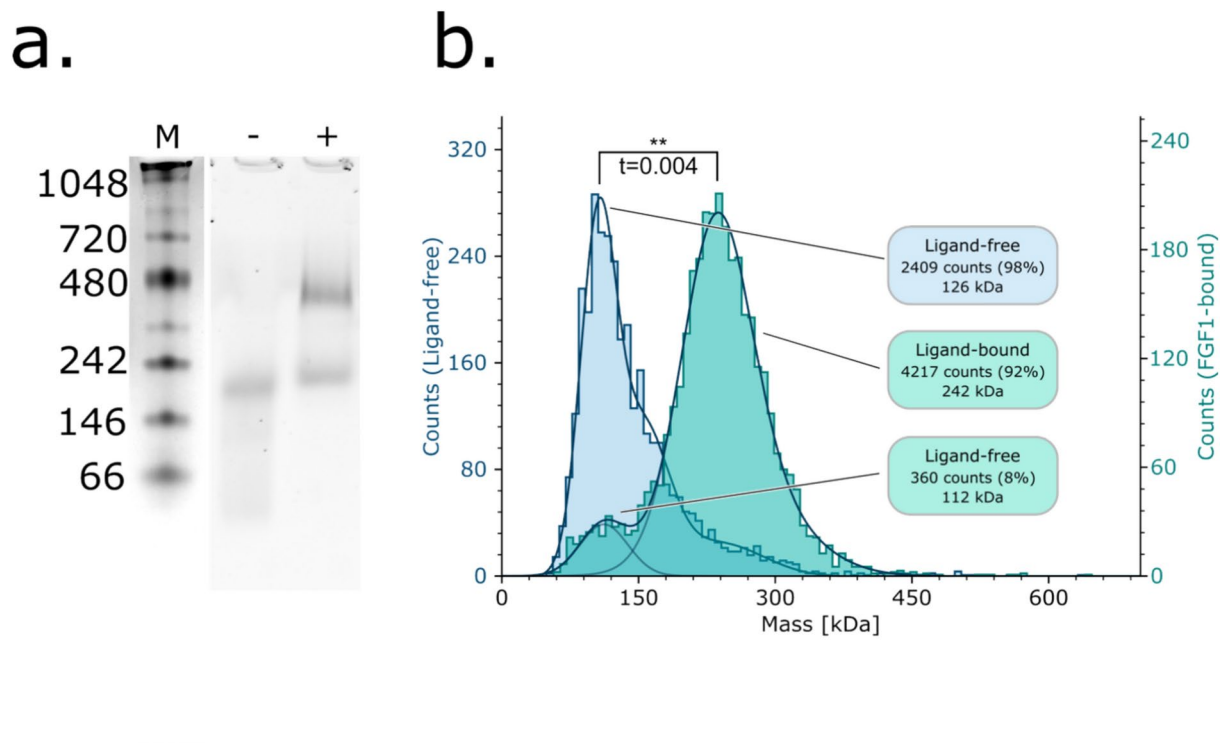 a.
M - +
1048
720
480
242
146
66
b.
**
t=0.004
320
240
160
80
0
Counts (Ligand-free)
240
180
120
60
0
Counts (FGF1-bound)
Ligand-free
2409 counts (98%)
126 kDa
Ligand-bound
4217 counts (92%)
242 kDa
Ligand-free
360 counts (8%)
112 kDa
0 150 300 450 600
Mass [kDa]